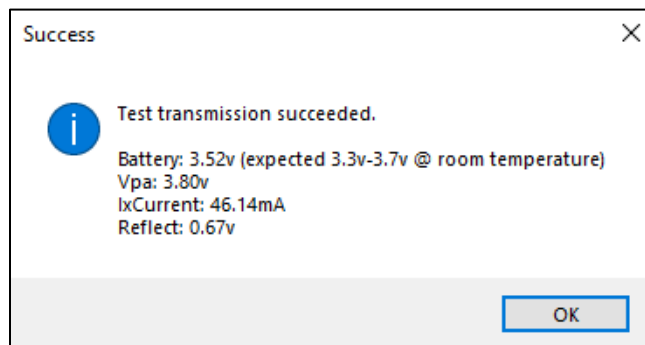 Success
Test transmission succeeded.
Battery: 3.52v (expected 3.3v-3.7v @ room temperature)
Vpa: 3.80v
IxCurrent: 46.14mA
Reflect: 0.67v
OK